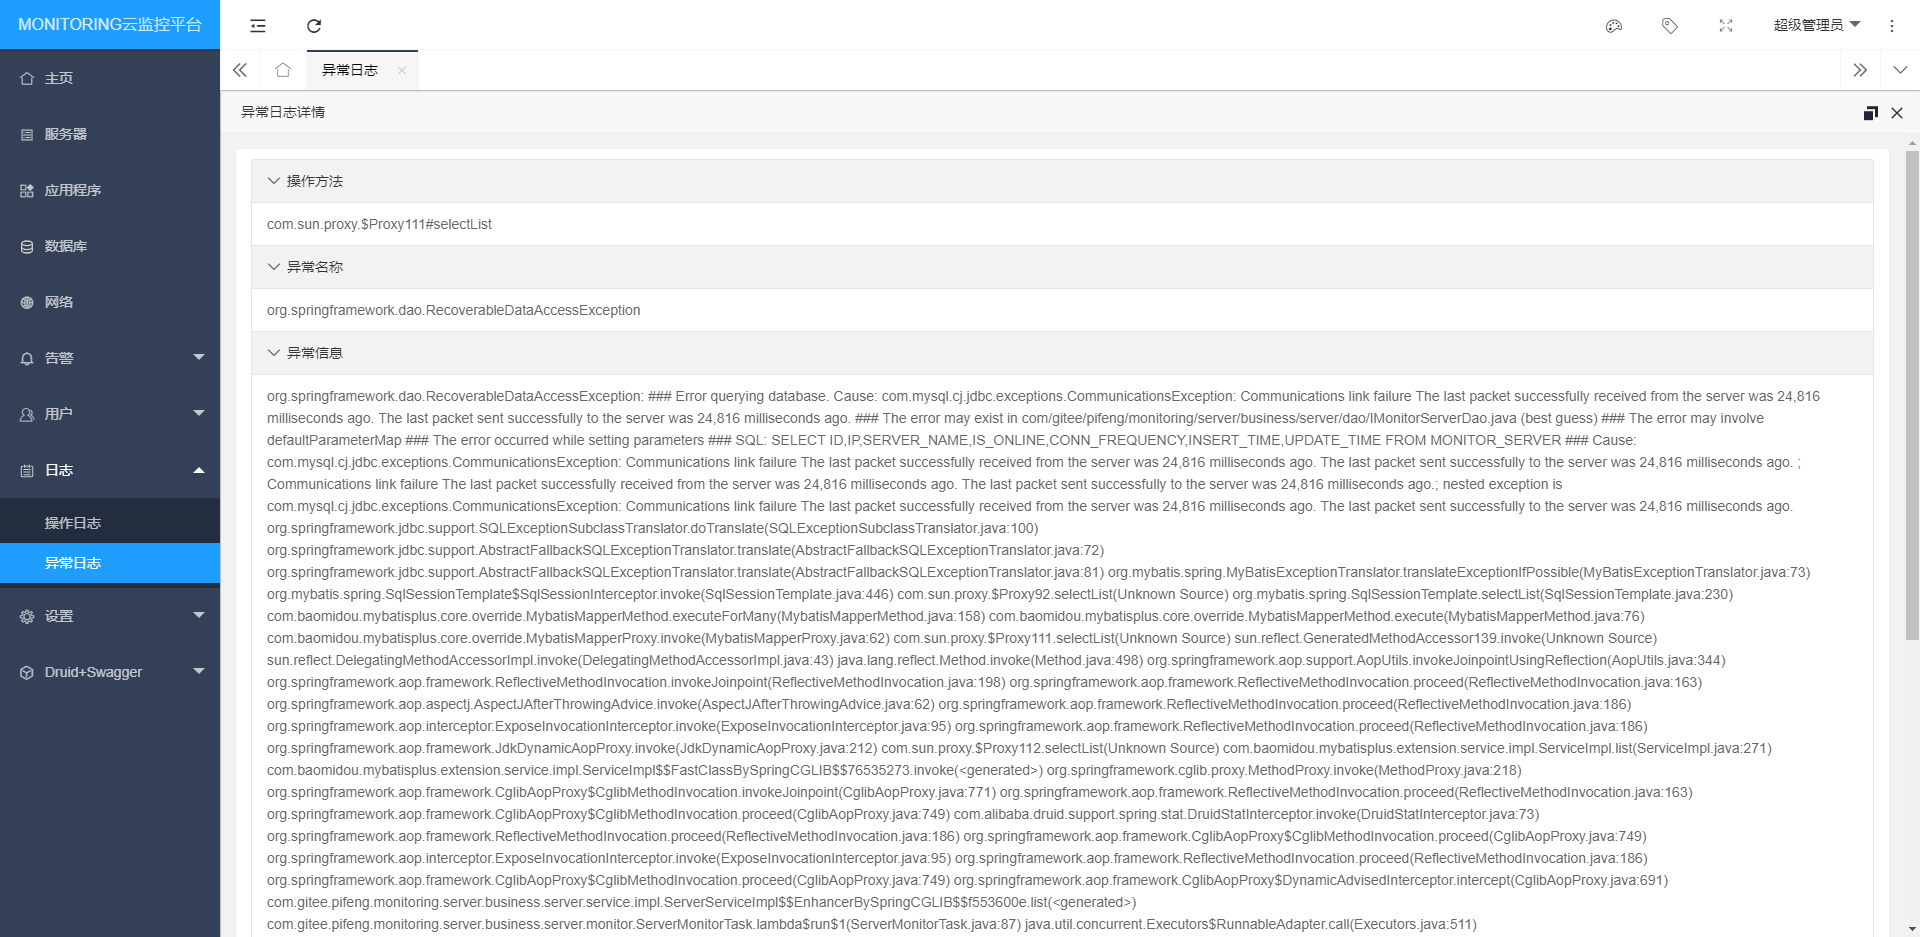 MONITORING云监控平台
超级管理员
主页
服务器
应用程序
数据库
网络
告警
用户
日志
操作日志
异常日志
设置
Druid+Swagger
异常日志
异常日志详情
操作方法
com.sun.proxy.$Proxy111#selectList
异常名称
org.springframework.dao.RecoverableDataAccessException
异常信息
org.springframework.dao.RecoverableDataAccessException: ### Error querying database. Cause: com.mysql.cj.jdbc.exceptions.CommunicationsException: Communications link failure The last packet successfully received from the server was 24,816
milliseconds ago. The last packet sent successfully to the server was 24,816 milliseconds ago. ### The error may exist in com/gitee/pifeng/monitoring/server/business/server/dao/IMonitorServerDao.java (best guess) ### The error may involve
defaultParameterMap ### The error occurred while setting parameters ### SQL: SELECT ID,IP,SERVER_NAME,IS_ONLINE,CONN_FREQUENCY,INSERT_TIME,UPDATE_TIME FROM MONITOR_SERVER ### Cause:
com.mysql.cj.jdbc.exceptions.CommunicationsException: Communications link failure The last packet successfully received from the server was 24,816 milliseconds ago. The last packet sent successfully to the server was 24,816 milliseconds ago. ;
Communications link failure The last packet successfully received from the server was 24,816 milliseconds ago. The last packet sent successfully to the server was 24,816 milliseconds ago.; nested exception is
com.mysql.cj.jdbc.exceptions.CommunicationsException: Communications link failure The last packet successfully received from the server was 24,816 milliseconds ago. The last packet sent successfully to the server was 24,816 milliseconds ago.
org.springframework.jdbc.support.SQLExceptionSubclassTranslator.doTranslate(SQLExceptionSubclassTranslator.java:100)
org.springframework.jdbc.support.AbstractFallbackSQLExceptionTranslator.translate(AbstractFallbackSQLExceptionTranslator.java:72)
org.springframework.jdbc.support.AbstractFallbackSQLExceptionTranslator.translate(AbstractFallbackSQLExceptionTranslator.java:81) org.mybatis.spring.MyBatisExceptionTranslator.translateExceptionIfPossible(MyBatisExceptionTranslator.java:73)
org.mybatis.spring.SqlSessionTemplate$SqlSessionInterceptor.invoke(SqlSessionTemplate.java:446) com.sun.proxy.$Proxy92.selectList(Unknown Source) org.mybatis.spring.SqlSessionTemplate.selectList(SqlSessionTemplate.java:230)
com.baomidou.mybatisplus.core.override.MybatisMapperMethod.executeForMany(MybatisMapperMethod.java:158) com.baomidou.mybatisplus.core.override.MybatisMapperMethod.execute(MybatisMapperMethod.java:76)
com.baomidou.mybatisplus.core.override.MybatisMapperProxy.invoke(MybatisMapperProxy.java:62) com.sun.proxy.$Proxy111.selectList(Unknown Source) sun.reflect.GeneratedMethodAccessor139.invoke(Unknown Source)
sun.reflect.DelegatingMethodAccessorImpl.invoke(DelegatingMethodAccessorImpl.java:43) java.lang.reflect.Method.invoke(Method.java:498) org.springframework.aop.support.AopUtils.invokeJoinpointUsingReflection(AopUtils.java:344)
org.springframework.aop.framework.ReflectiveMethodInvocation.invokeJoinpoint(ReflectiveMethodInvocation.java:198) org.springframework.aop.framework.ReflectiveMethodInvocation.proceed(ReflectiveMethodInvocation.java:163)
org.springframework.aop.aspectj.AspectJAfterThrowingAdvice.invoke(AspectJAfterThrowingAdvice.java:62) org.springframework.aop.framework.ReflectiveMethodInvocation.proceed(ReflectiveMethodInvocation.java:186)
org.springframework.aop.interceptor.ExposeInvocationInterceptor.invoke(ExposeInvocationInterceptor.java:95) org.springframework.aop.framework.ReflectiveMethodInvocation.proceed(ReflectiveMethodInvocation.java:186)
org.springframework.aop.framework.JdkDynamicAopProxy.invoke(JdkDynamicAopProxy.java:212) com.sun.proxy.$Proxy112.selectList(Unknown Source) com.baomidou.mybatisplus.extension.service.impl.ServiceImpl.list(ServiceImpl.java:271)
com.baomidou.mybatisplus.extension.service.impl.ServiceImpl$$FastClassBySpringCGLIB$$76535273.invoke(<generated>) org.springframework.cglib.proxy.MethodProxy.invoke(MethodProxy.java:218)
org.springframework.aop.framework.CglibAopProxy$CglibMethodInvocation.invokeJoinpoint(CglibAopProxy.java:771) org.springframework.aop.framework.ReflectiveMethodInvocation.proceed(ReflectiveMethodInvocation.java:163)
org.springframework.aop.framework.CglibAopProxy$CglibMethodInvocation.proceed(CglibAopProxy.java:749) com.alibaba.druid.support.spring.stat.DruidStatInterceptor.invoke(DruidStatInterceptor.java:73)
org.springframework.aop.framework.ReflectiveMethodInvocation.proceed(ReflectiveMethodInvocation.java:186) org.springframework.aop.framework.CglibAopProxy$CglibMethodInvocation.proceed(CglibAopProxy.java:749)
org.springframework.aop.interceptor.ExposeInvocationInterceptor.invoke(ExposeInvocationInterceptor.java:95) org.springframework.aop.framework.ReflectiveMethodInvocation.proceed(ReflectiveMethodInvocation.java:186)
org.springframework.aop.framework.CglibAopProxy$CglibMethodInvocation.proceed(CglibAopProxy.java:749) org.springframework.aop.framework.CglibAopProxy$DynamicAdvisedInterceptor.intercept(CglibAopProxy.java:691)
com.gitee.pifeng.monitoring.server.business.server.service.impl.ServerServiceImpl$$EnhancerBySpringCGLIB$$f553600e.list(<generated>)
com.gitee.pifeng.monitoring.server.business.server.monitor.ServerMonitorTask.lambda$run$1(ServerMonitorTask.java:87) java.util.concurrent.Executors$RunnableAdapter.call(Executors.java:511)